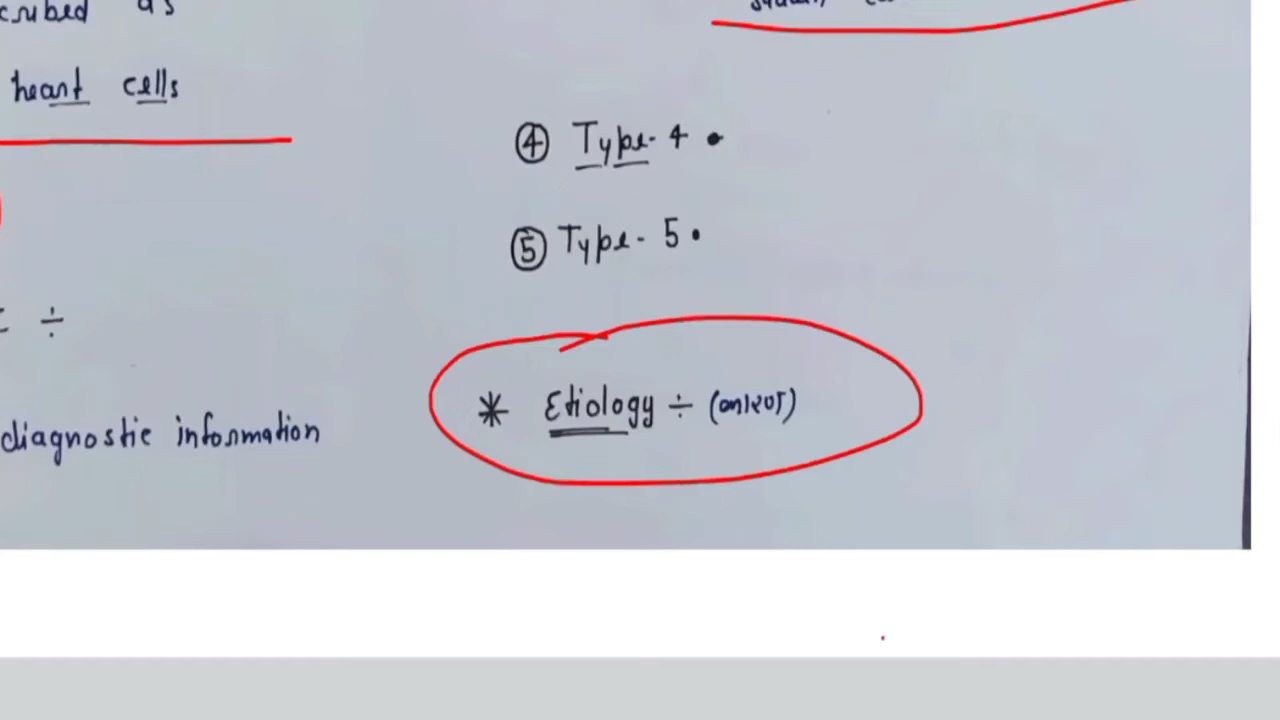 cribed as
heart cells
÷
diagnostic information
④ Type- 4 •
⑤ Type- 5 •
* Etiology ÷ (कारण)